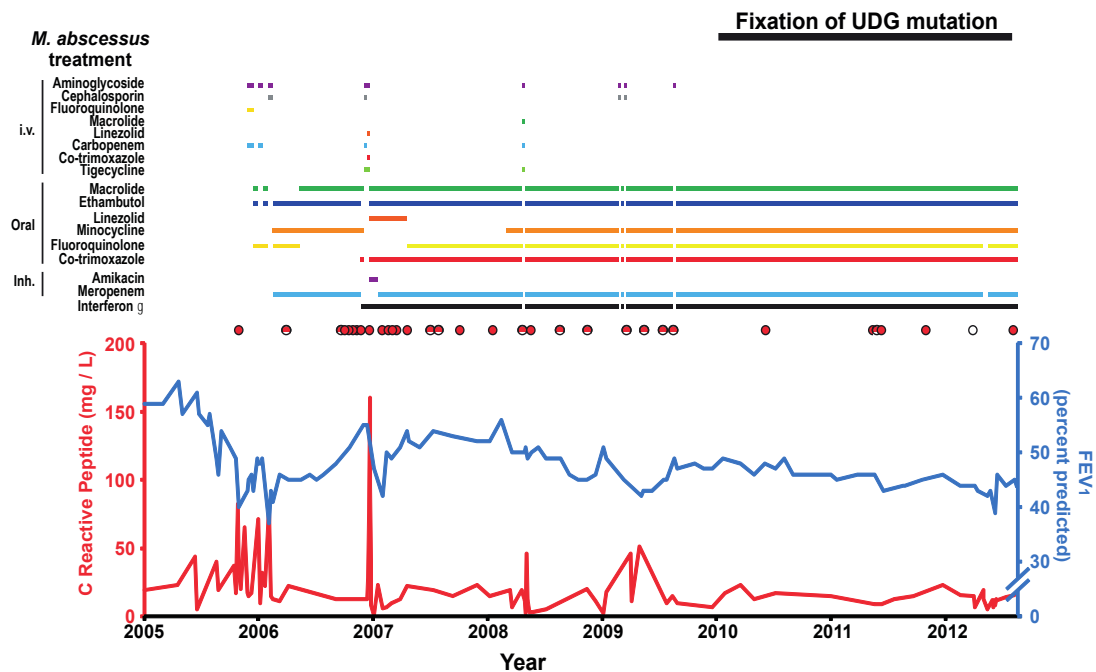 Fixation of UDG mutation
M. abscessus
treatment
i.v.
Aminoglycoside
Cephalosporin
Fluoroquinolone
Macrolide
Linezolid
Carbopenem
Co-trimoxazole
Tigecycline
Oral
Macrolide
Ethambutol
Linezolid
Minocycline
Fluoroquinolone
Co-trimoxazole
Inh.
Amikacin
Meropenem
Interferon g
C Reactive Peptide (mg / L)
200
150
100
50
0
70
60
50
40
30
0
FEV1
(percent predicted)
2005 2006 2007 2008 2009 2010 2011 2012
Year